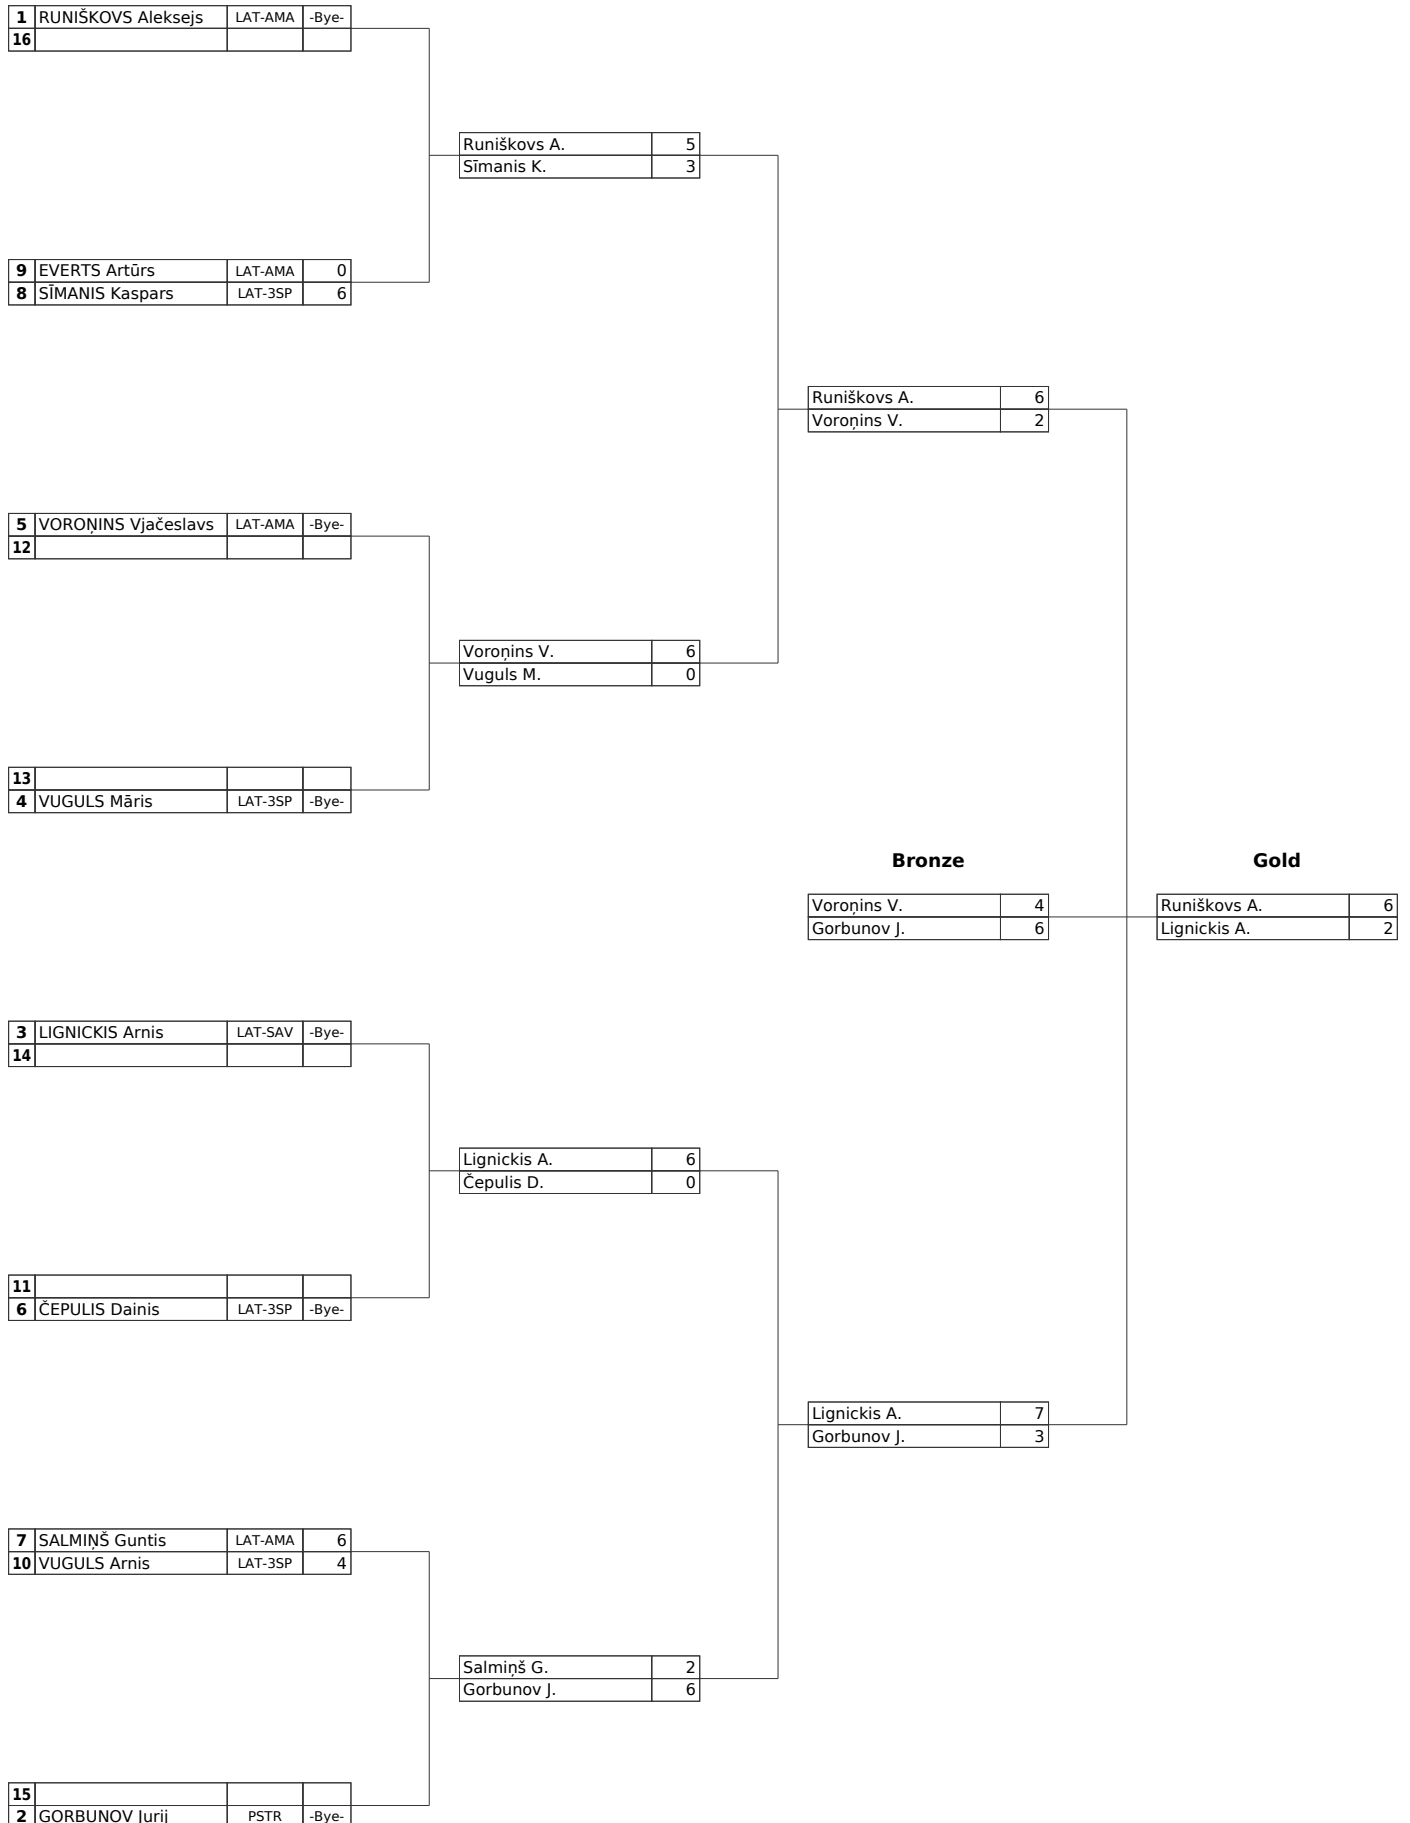 1 RUNIŠKOVS Aleksejs LAT-AMA -Bye-
16
Runiškovs A. 5
Sīmanis K. 3
9 EVERTS Artūrs LAT-AMA 0
8 SĪMANIS Kaspars LAT-3SP 6
Runiškovs A. 6
Voroņins V. 2
5 VOROŅINS Vjačeslavs LAT-AMA -Bye-
12
Voroņins V. 6
Vuguls M. 0
13
4 VUGULS Māris LAT-3SP -Bye-
Bronze Gold
Voroņins V. 4 Runiškovs A. 6
Gorbunov J. 6 Lignickis A. 2
3 LIGNICKIS Arnis LAT-SAV -Bye-
14
Lignickis A. 6
Čepulis D. 0
11
6 ČEPULIS Dainis LAT-3SP -Bye-
Lignickis A. 7
Gorbunov J. 3
7 SALMIŅŠ Guntis LAT-AMA 6
10 VUGULS Arnis LAT-3SP 4
Salmiņš G. 2
Gorbunov J. 6
15
2 GORBUNOV Jurij PSTR -Bye-